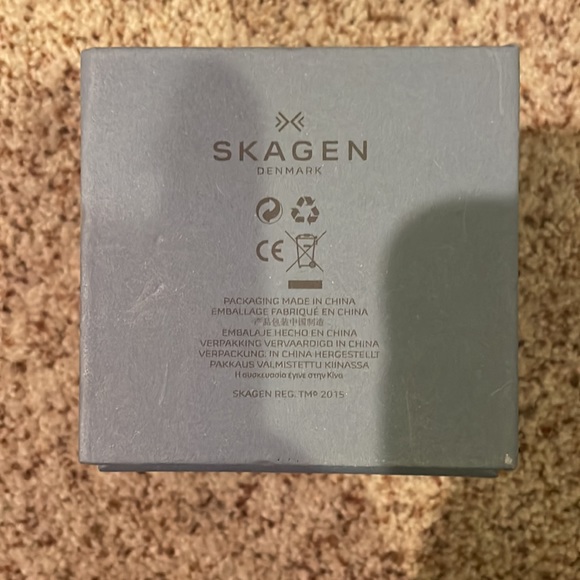 SKAGEN
DENMARK
CE
PACKAGING MADE IN CHINA
EMBALLAGE FABRIQUÉ EN CHINA
产品包装中国制造
EMBALAJE HECHO EN CHINA
VERPAKKING VERVAARDIGD IN CHINA
VERPACKUNG, IN CHINA HERGESTELLT
PAKKAUS VALMISTETTU KIINASSA
Η συσκευασία έγινε στην Κίνα
SKAGEN REG. TM© 2015